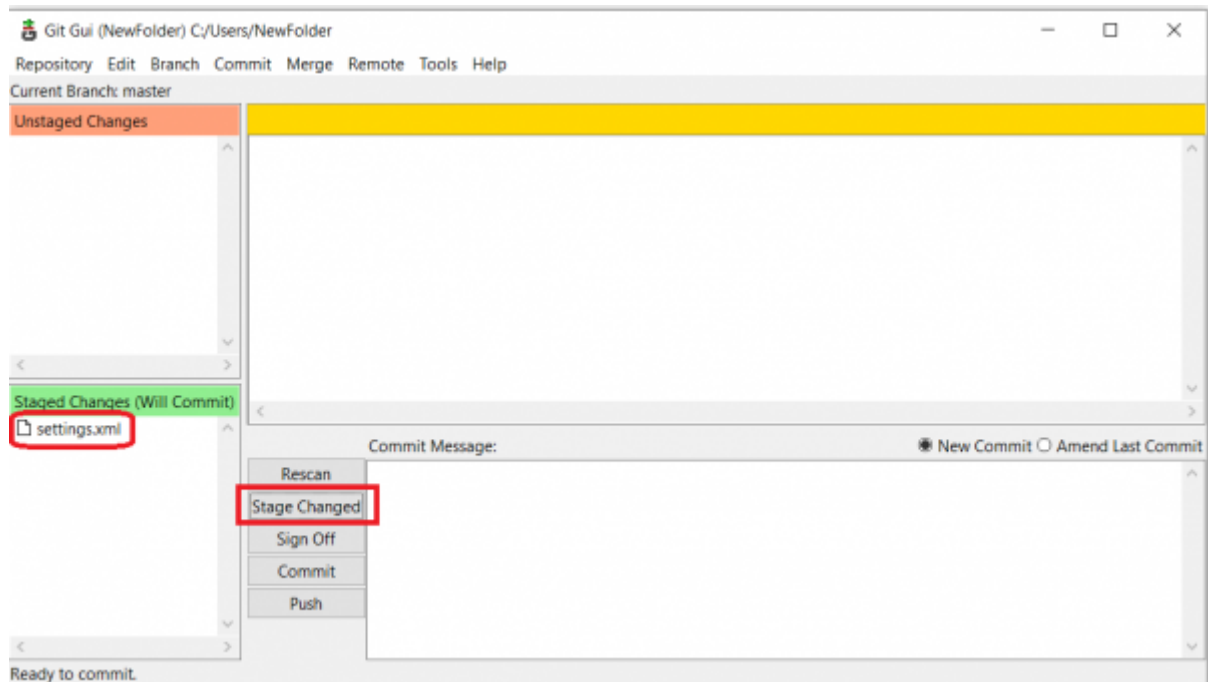 Git Gui (NewFolder) C:/Users/NewFolder
Repository Edit Branch Commit Merge Remote Tools Help
Current Branch: master
Unstaged Changes
Staged Changes (Will Commit)
settings.xml
Commit Message:
New Commit Amend Last Commit
Rescan
Stage Changed
Sign Off
Commit
Push
Ready to commit.